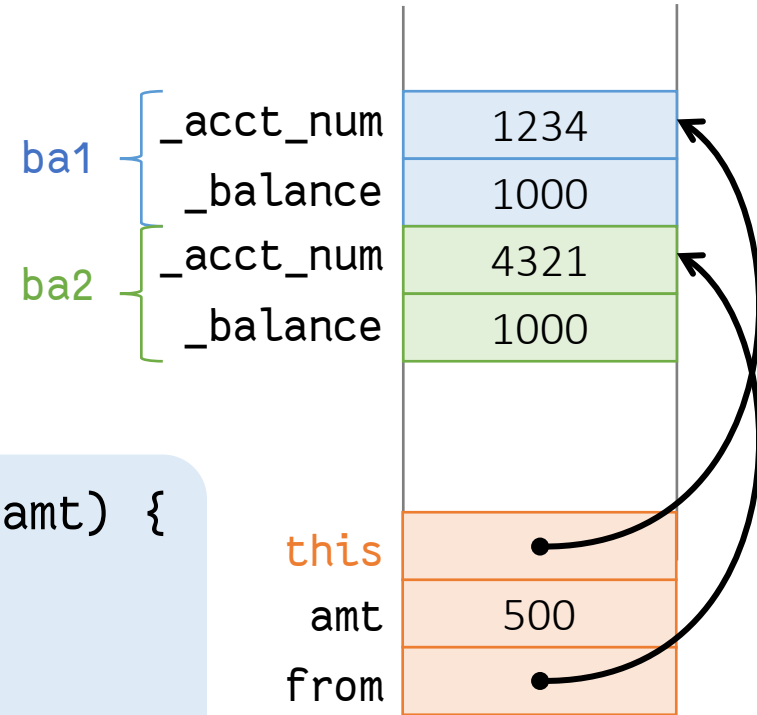 _acct_num 1234
ba1
_balance 1000
_acct_num 4321
ba2
_balance 1000
amt) {
this
amt 500
from